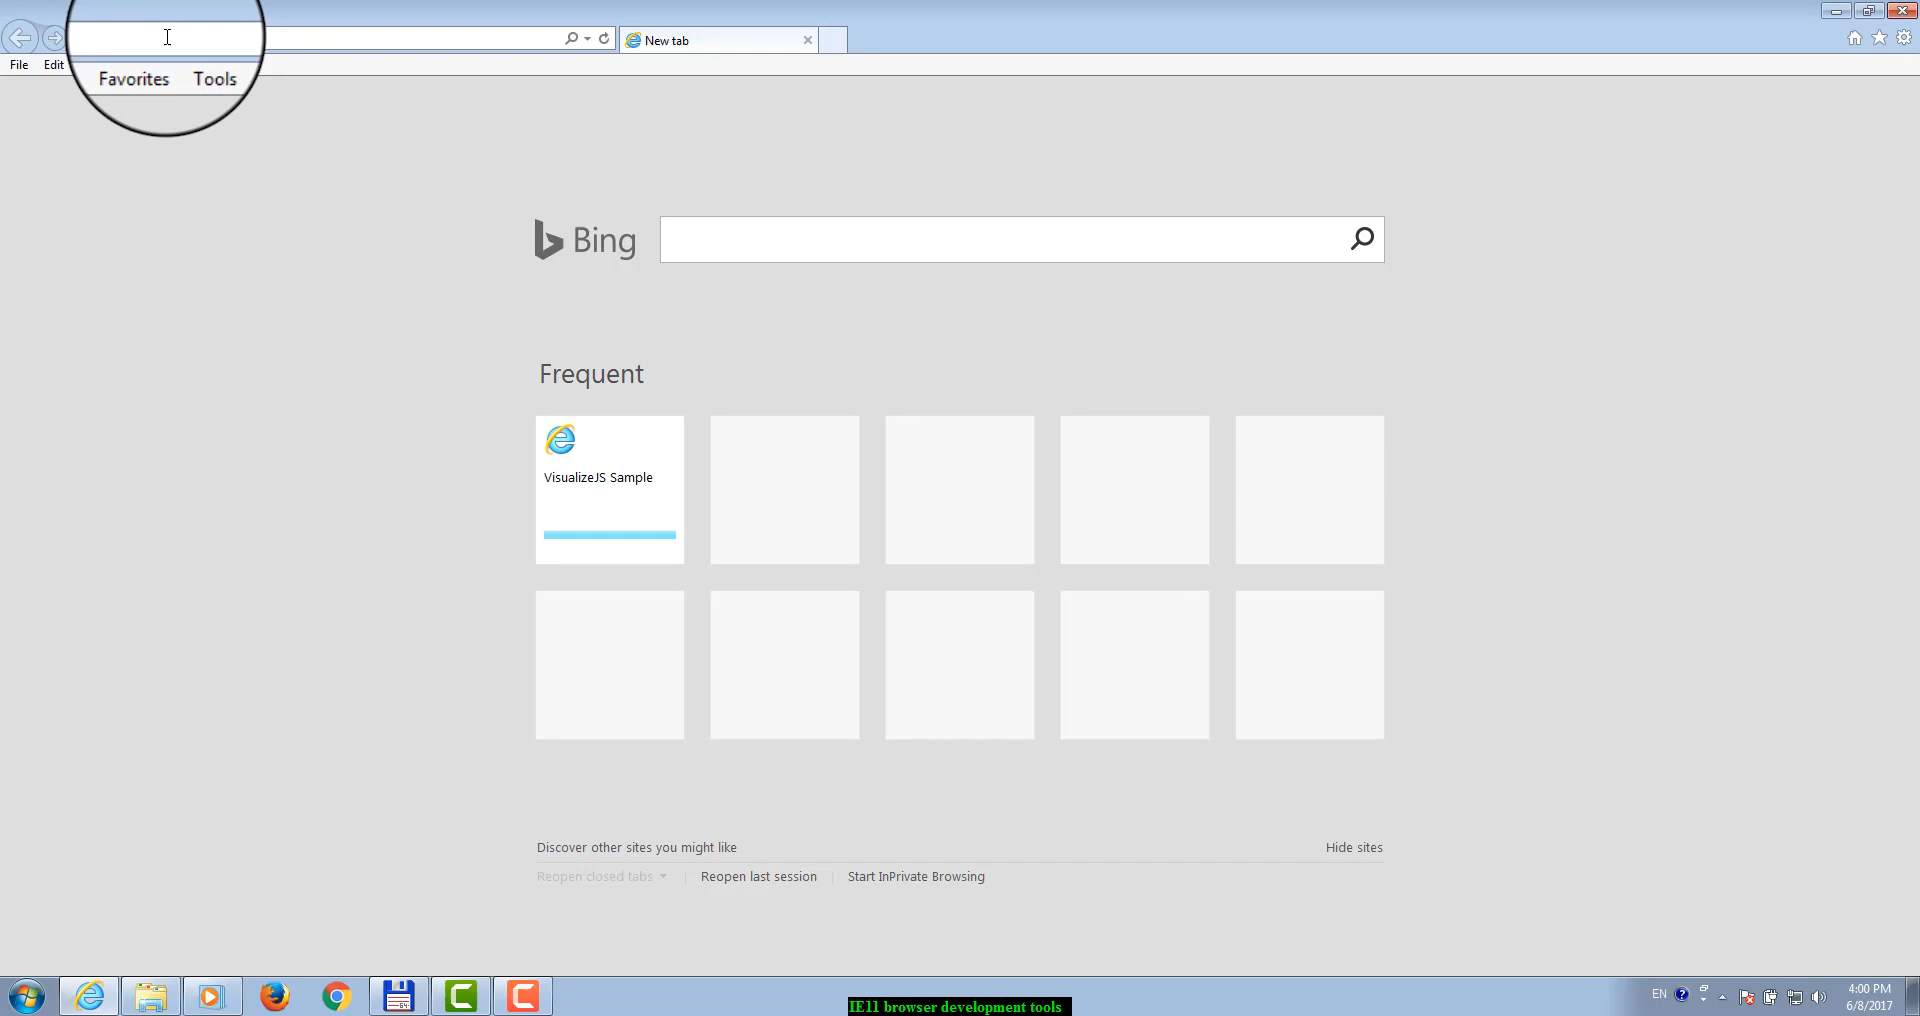 New tab
File Edit
Favorites Tools
Bing
Frequent
VisualizeJS Sample
Discover other sites you might like Hide sites
Reopen closed tabs Reopen last session Start InPrivate Browsing
EN
4:00 PM
6/8/2017
64
IE11 browser development tools